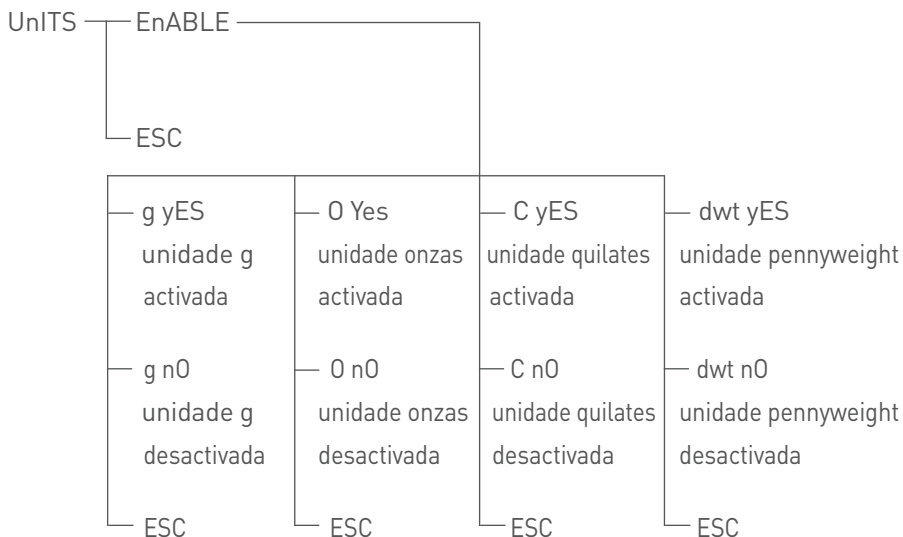 UnITS EnABLE
ESC
g yES
unidade g
activada
g nO
unidade g
desactivada
ESC
O Yes
unidade onzas
activada
O nO
unidade onzas
desactivada
ESC
C yES
unidade quilates
activada
C nO
unidade quilates
desactivada
ESC
dwt yES
unidade pennyweight
activada
dwt nO
unidade pennyweight
desactivada
ESC